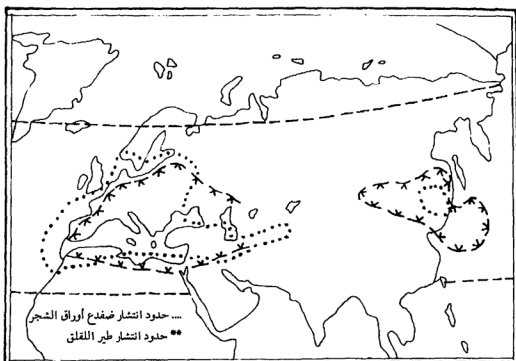 .... حدود انتشار ضفدع أوراق الشجر
** حدود انتشار طير اللقلق